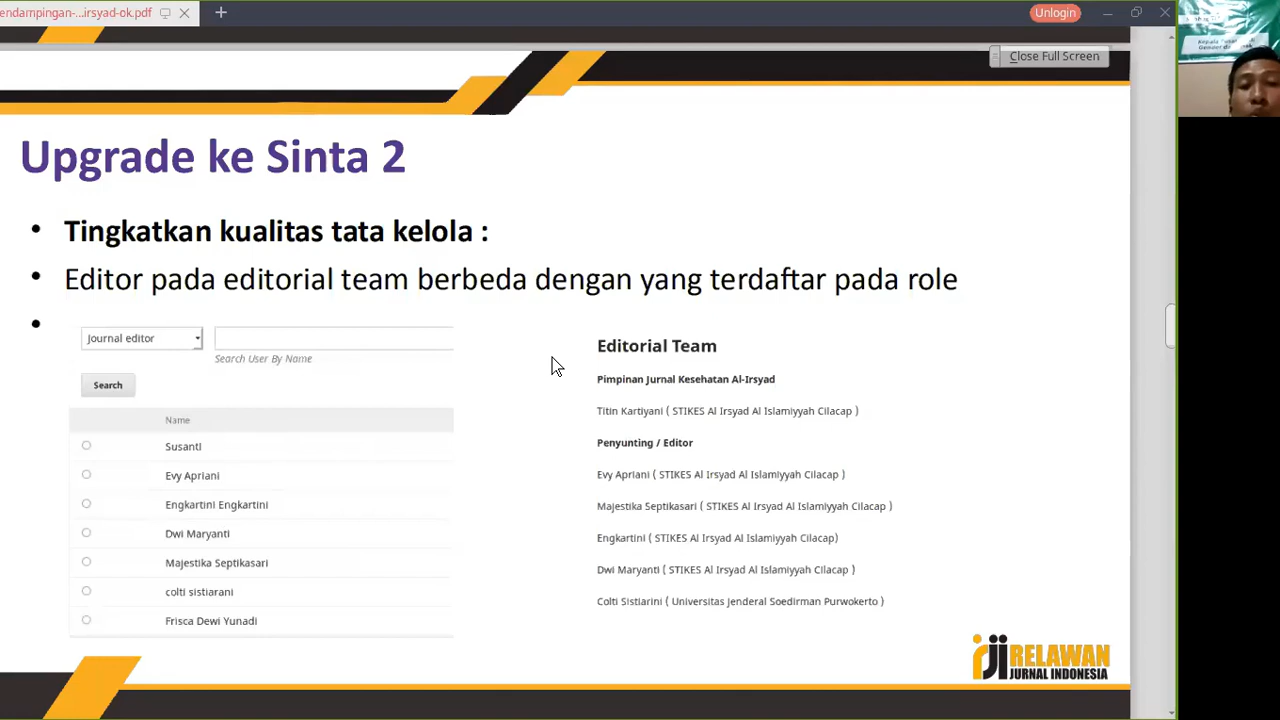 endampingan-...irsyad-ok.pdf
Unlogin
Close Full Screen
Upgrade ke Sinta 2
• Tingkatkan kualitas tata kelola :
• Editor pada editorial team berbeda dengan yang terdaftar pada role
•
Journal editor
Search User By Name
Search
Name
Susanti
Evy Apriani
Engkartini Engkartini
Dwi Maryanti
Majestika Septikasari
colti sistiarani
Frisca Dewi Yunadi
Editorial Team
Pimpinan Jurnal Kesehatan Al-Irsyad
Titin Kartiyani ( STIKES Al Irsyad Al Islamiyyah Cilacap )
Penyunting / Editor
Evy Apriani ( STIKES Al Irsyad Al Islamiyyah Cilacap )
Majestika Septikasari ( STIKES Al Irsyad Al Islamiyyah Cilacap )
Engkartini ( STIKES Al Irsyad Al Islamiyyah Cilacap)
Dwi Maryanti ( STIKES Al Irsyad Al Islamiyyah Cilacap )
Colti Sistiarini ( Universitas Jenderal Soedirman Purwokerto )
rji RELAWAN
JURNAL INDONESIA
Kepala